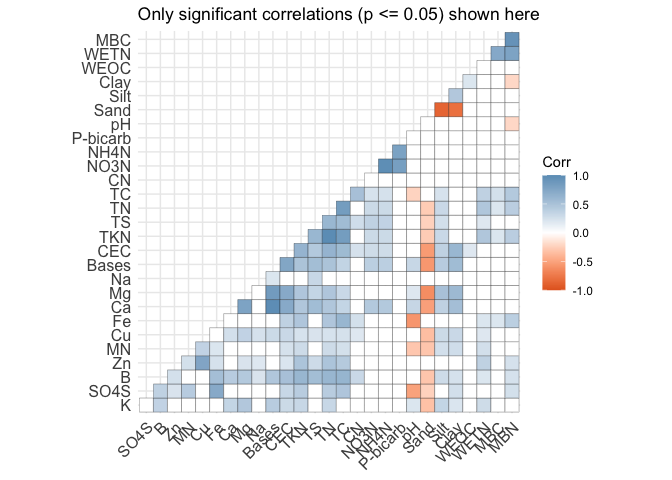 Only significant correlations (p <= 0.05) shown here
MBC
WETN
WEOC
Clay
Silt
Sand
pH
P-bicarb
NH4N
NO3N
CN
TC
TN
TS
TKN
CEC
Bases
Na
Mg
Ca
Fe
Cu
MN
Zn
B
SO4S
K
Corr
1.0
0.5
0.0
-0.5
-1.0
SO4S
B
Zn
MN
Cu
Fe
Ca
Mg
Na
Bases
CEC
TKN
TS
TN
TC
CN
NO3N
NH4N
P-bicarb
pH
Sand
Silt
Clay
WEOC
WETN
MBC
MBN